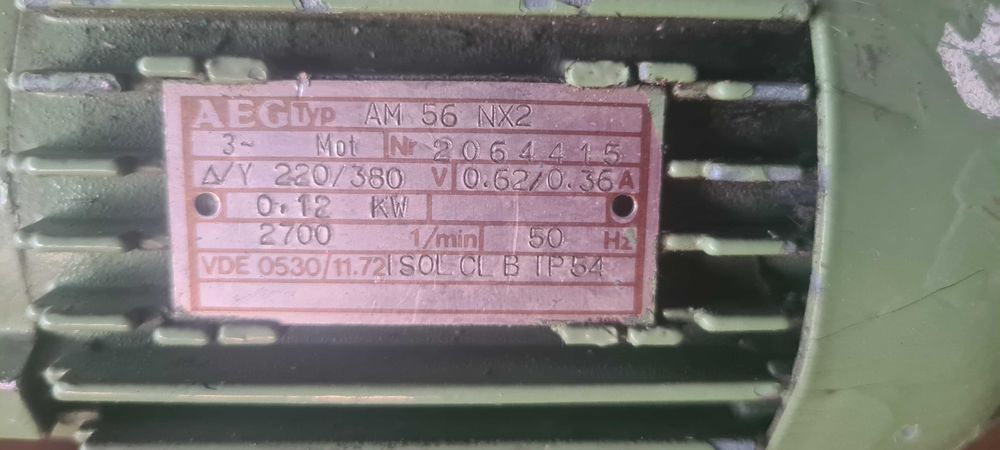 AEG Typ AM 56 NX2
3~ Mot Nr 2064415
Δ/Y 220/380 V 0.62/0.36 A
0.12 KW
2700 1/min 50 Hz
VDE 0530/11.72 ISOL.CL B IP54